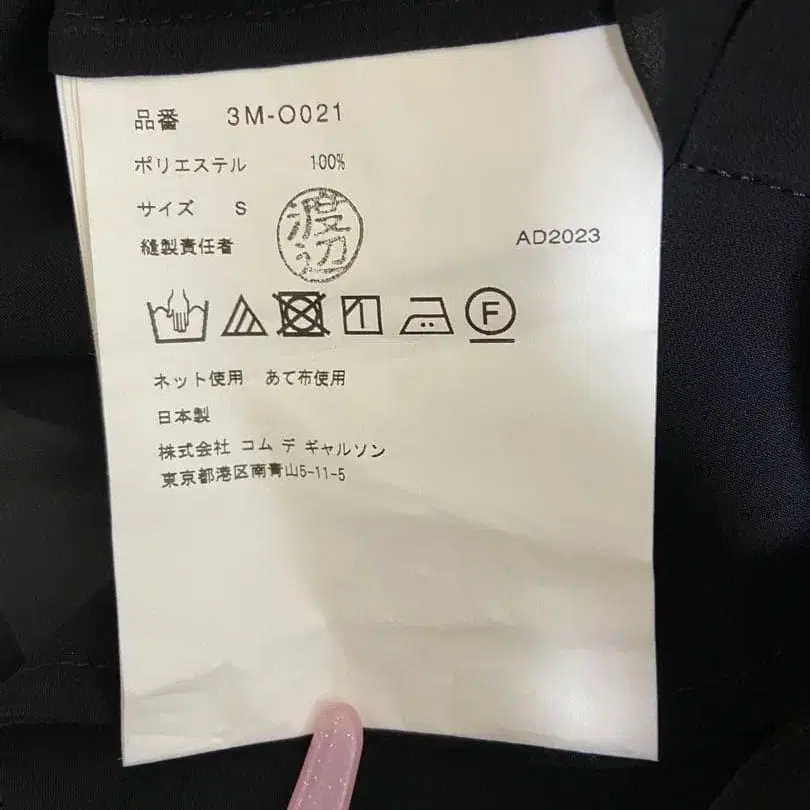 品番 3M-O021
ポリエステル 100%
サイズ S
渡辺
縫製責任者
AD2023
F
ネット使用 あて布使用
日本製
株式会社 コム デ ギャルソン
東京都港区南青山5-11-5